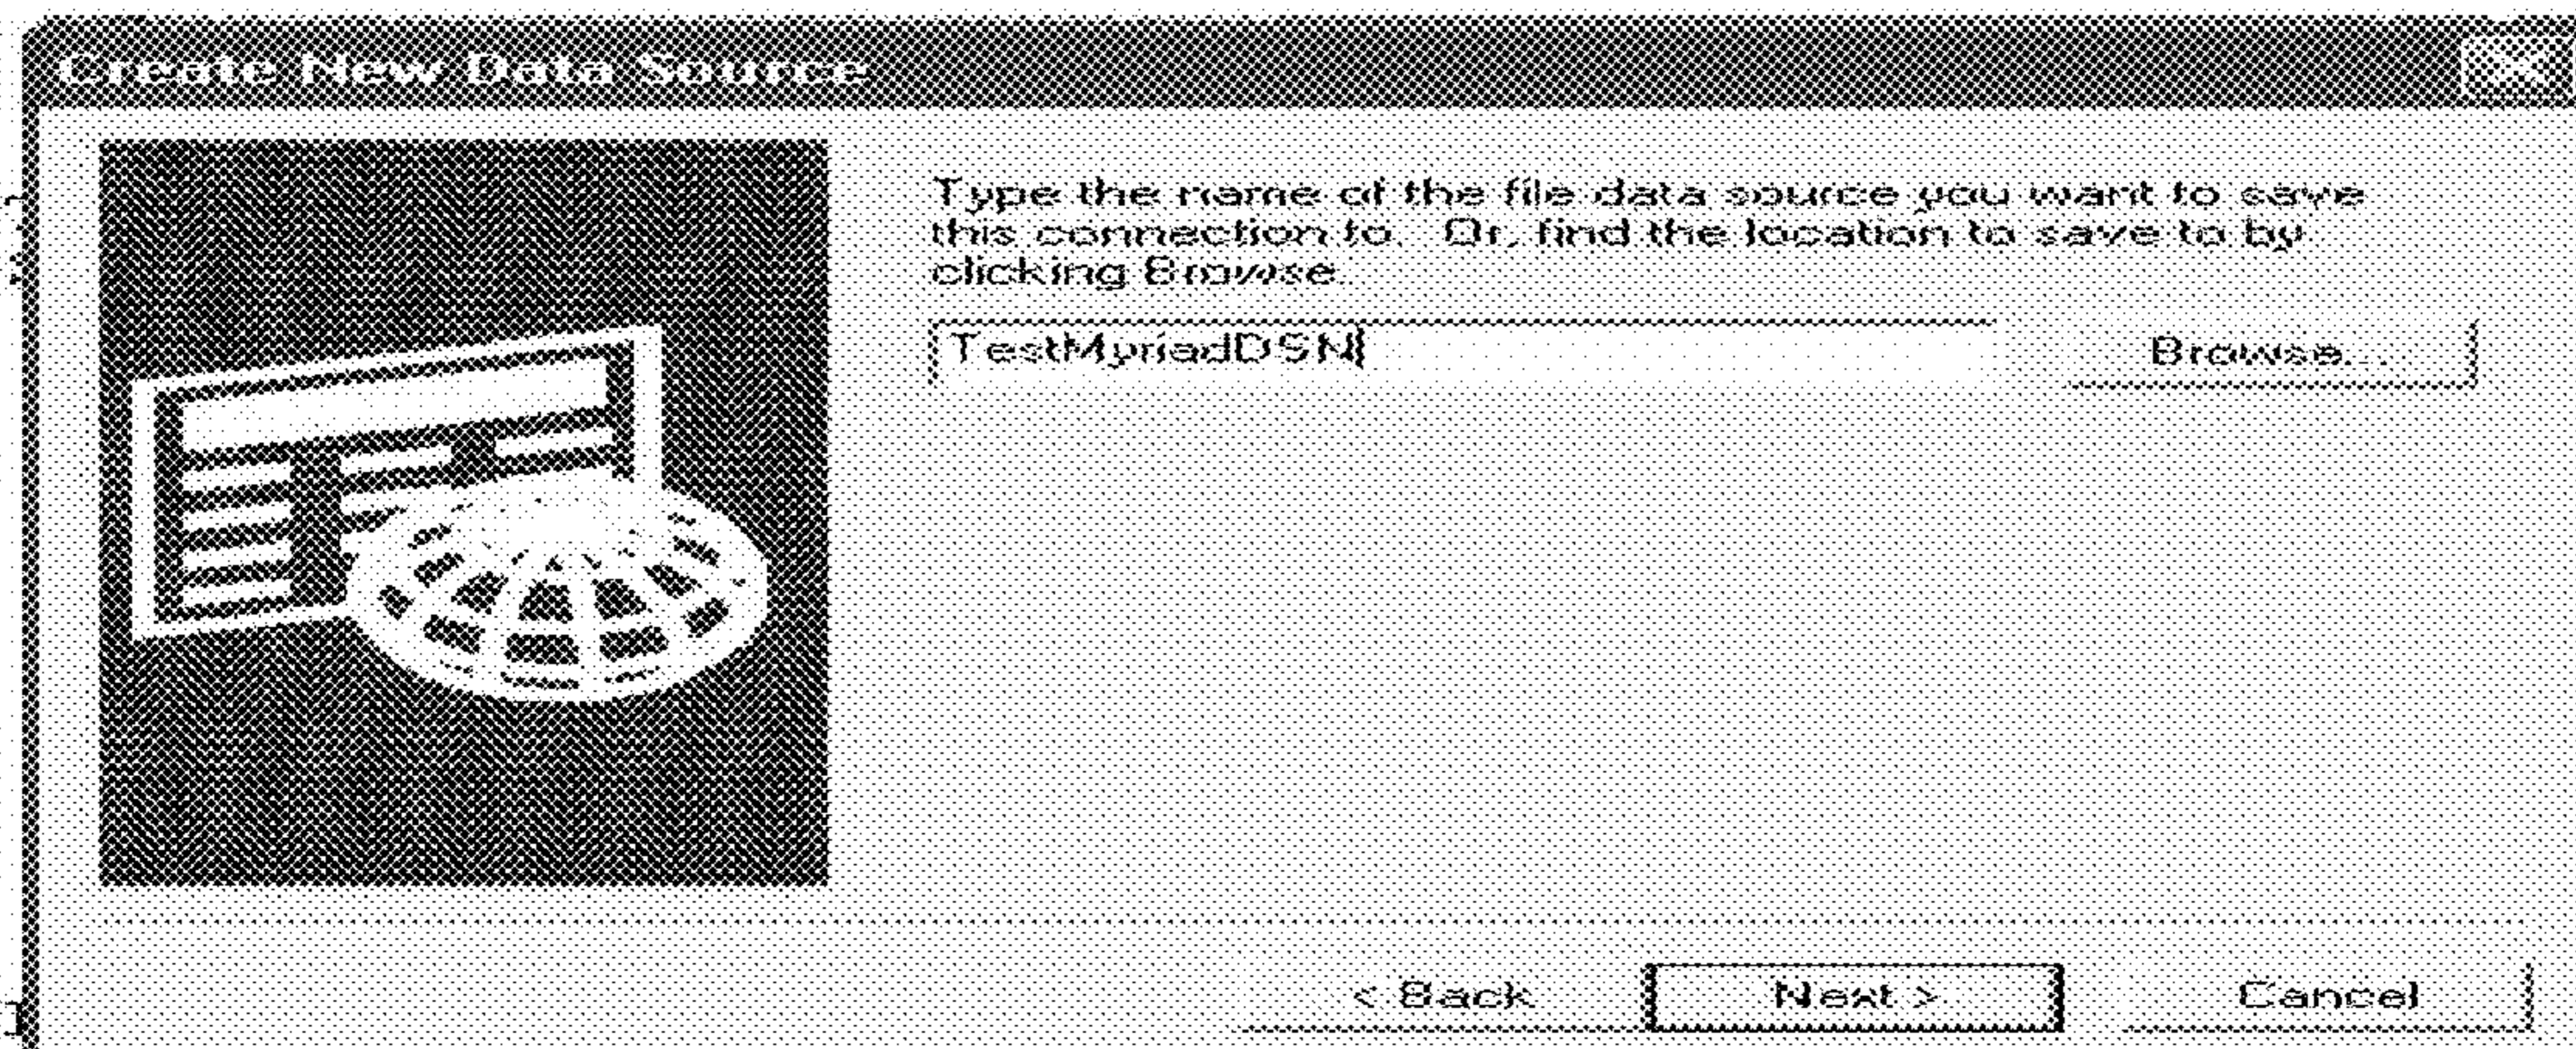 Create New Data Source
Type the name of the file data source you want to save
this connection to. Or, find the location to save to by
clicking Browse.
TestMyriadDSN
Browse...
< Back
Next >
Cancel